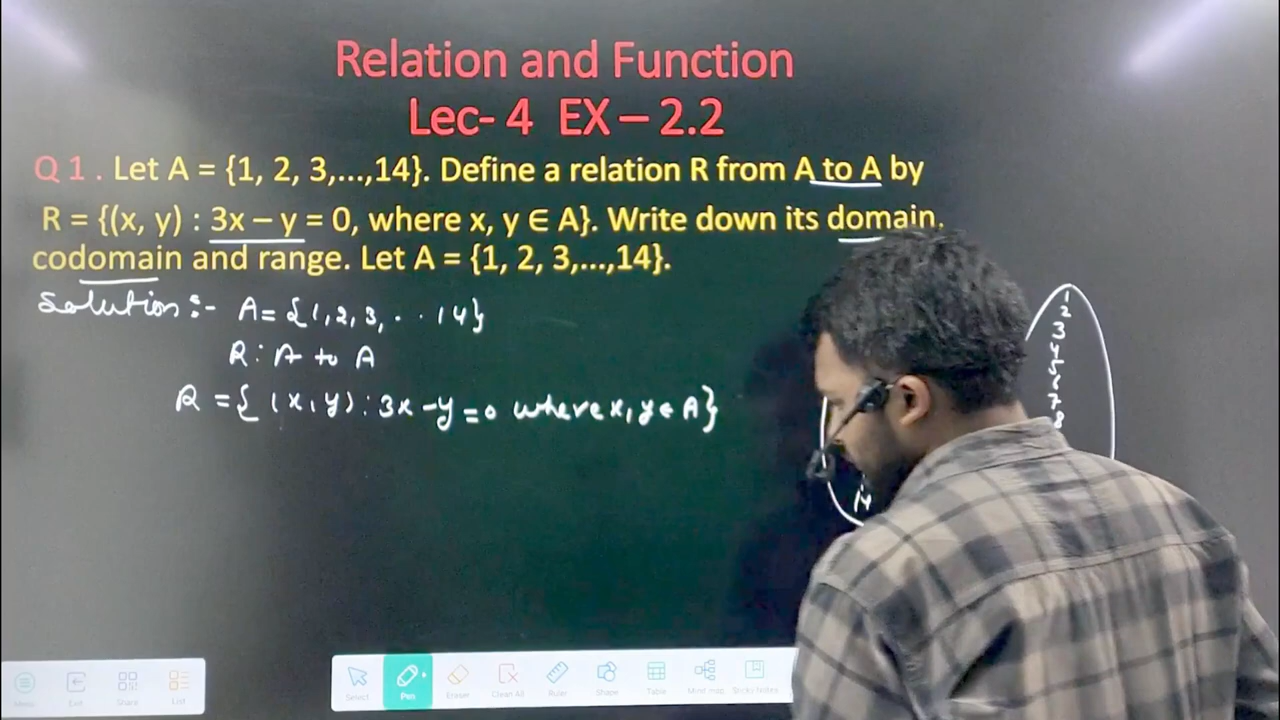 Relation and Function
Lec- 4 EX – 2.2
Q 1 . Let A = {1, 2, 3,...,14}. Define a relation R from A to A by
R = {(x, y) : 3x – y = 0, where x, y ∈ A}. Write down its domain,
codomain and range. Let A = {1, 2, 3,...,14}.
Solution :- A = {1, 2, 3, . . . 14}
R : A to A
R = { (x, y) : 3x - y = 0 where x, y ∈ A}
1
2
3
4
5
6
7
8
14
Menu Exit Share List Select Pen Eraser Clean All Ruler Shape Table Mind map Sticky Notes